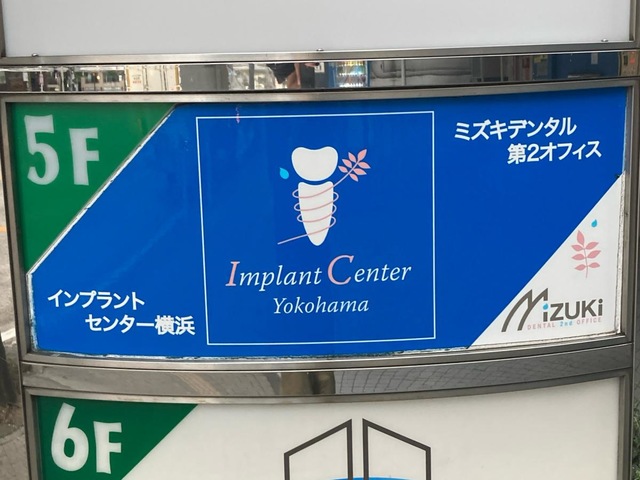 5F
ミズキデンタル
第2オフィス
Implant Center
Yokohama
インプラント
センター横浜
MIZUKI
DENTAL 2nd OFFICE
6F